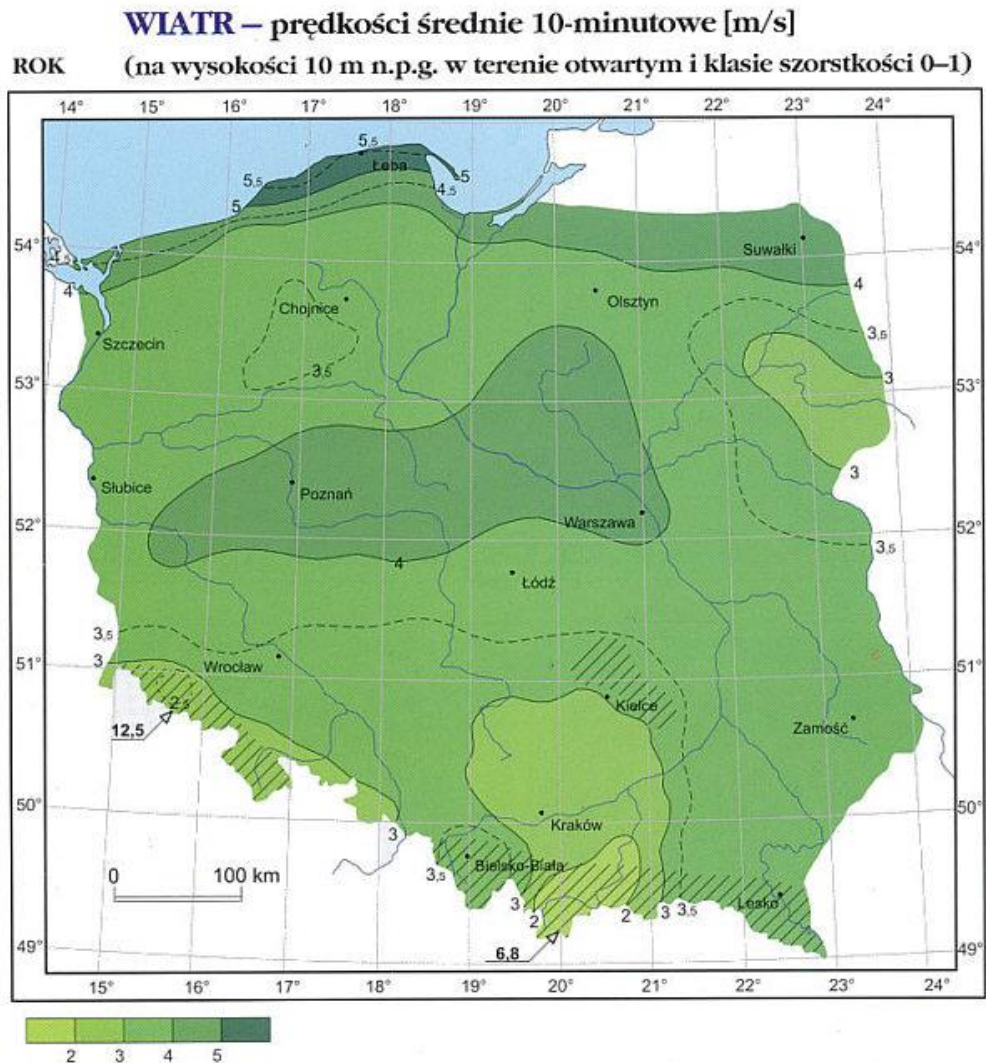 WIATR – prędkości średnie 10-minutowe [m/s]
ROK (na wysokości 10 m n.p.g. w terenie otwartym i klasie szorstkości 0–1)
14° 15° 16° 17° 18° 19° 20° 21° 22° 23° 24°
5,5
Łeba
5,5
5
4,5
5
54°
4,5
Suwałki
54°
4
4
Chojnice
Olsztyn
Szczecin
3,5
3,5
53°
3
53°
Słubice
Poznań
3
52°
Warszawa
52°
3,5
4
Łódź
3,5
51°
3
Wrocław
51°
2,5
Kielce
12,5
Zamość
50°
50°
Kraków
3
0 100 km
Bielsko-Biała
3,5
Lesko
3
2
2
3
3,5
49°
6,8
49°
15° 16° 17° 18° 19° 20° 21° 22° 23° 24°
2 3 4 5